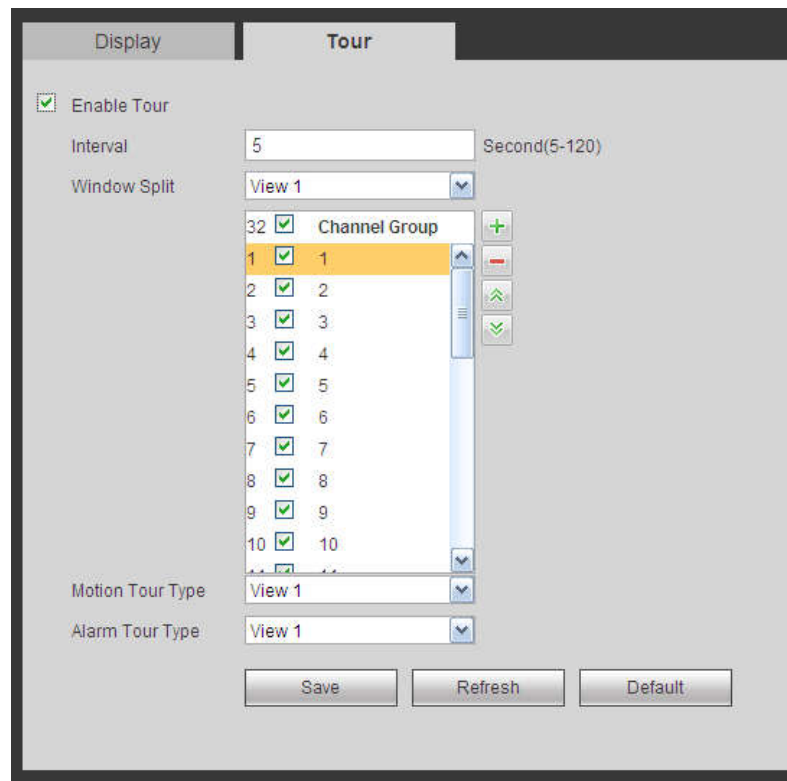 Display Tour
Enable Tour
Interval 5 Second(5-120)
Window Split View 1
32 Channel Group
1 1
2 2
3 3
4 4
5 5
6 6
7 7
8 8
9 9
10 10
Motion Tour Type View 1
Alarm Tour Type View 1
Save Refresh Default